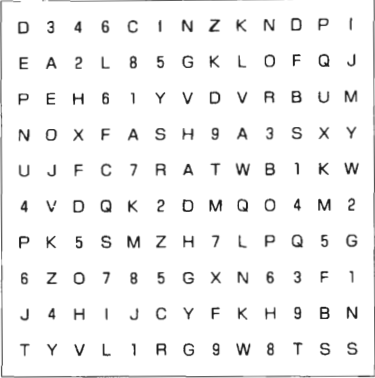 D 3 4 6 C I N Z K N D P I
E A 2 L 8 5 G K L O F Q J
P E H 6 1 Y V D V R B U M
N O X F A S H 9 A 3 S X Y
U J F C 7 R A T W B 1 K W
4 V D Q K 2 D M Q O 4 M 2
P K 5 S M Z H 7 L P Q 5 G
6 Z O 7 8 5 G X N 6 3 F 1
J 4 H I J C Y F K H 9 B N
T Y V L 1 R G 9 W 8 T S S